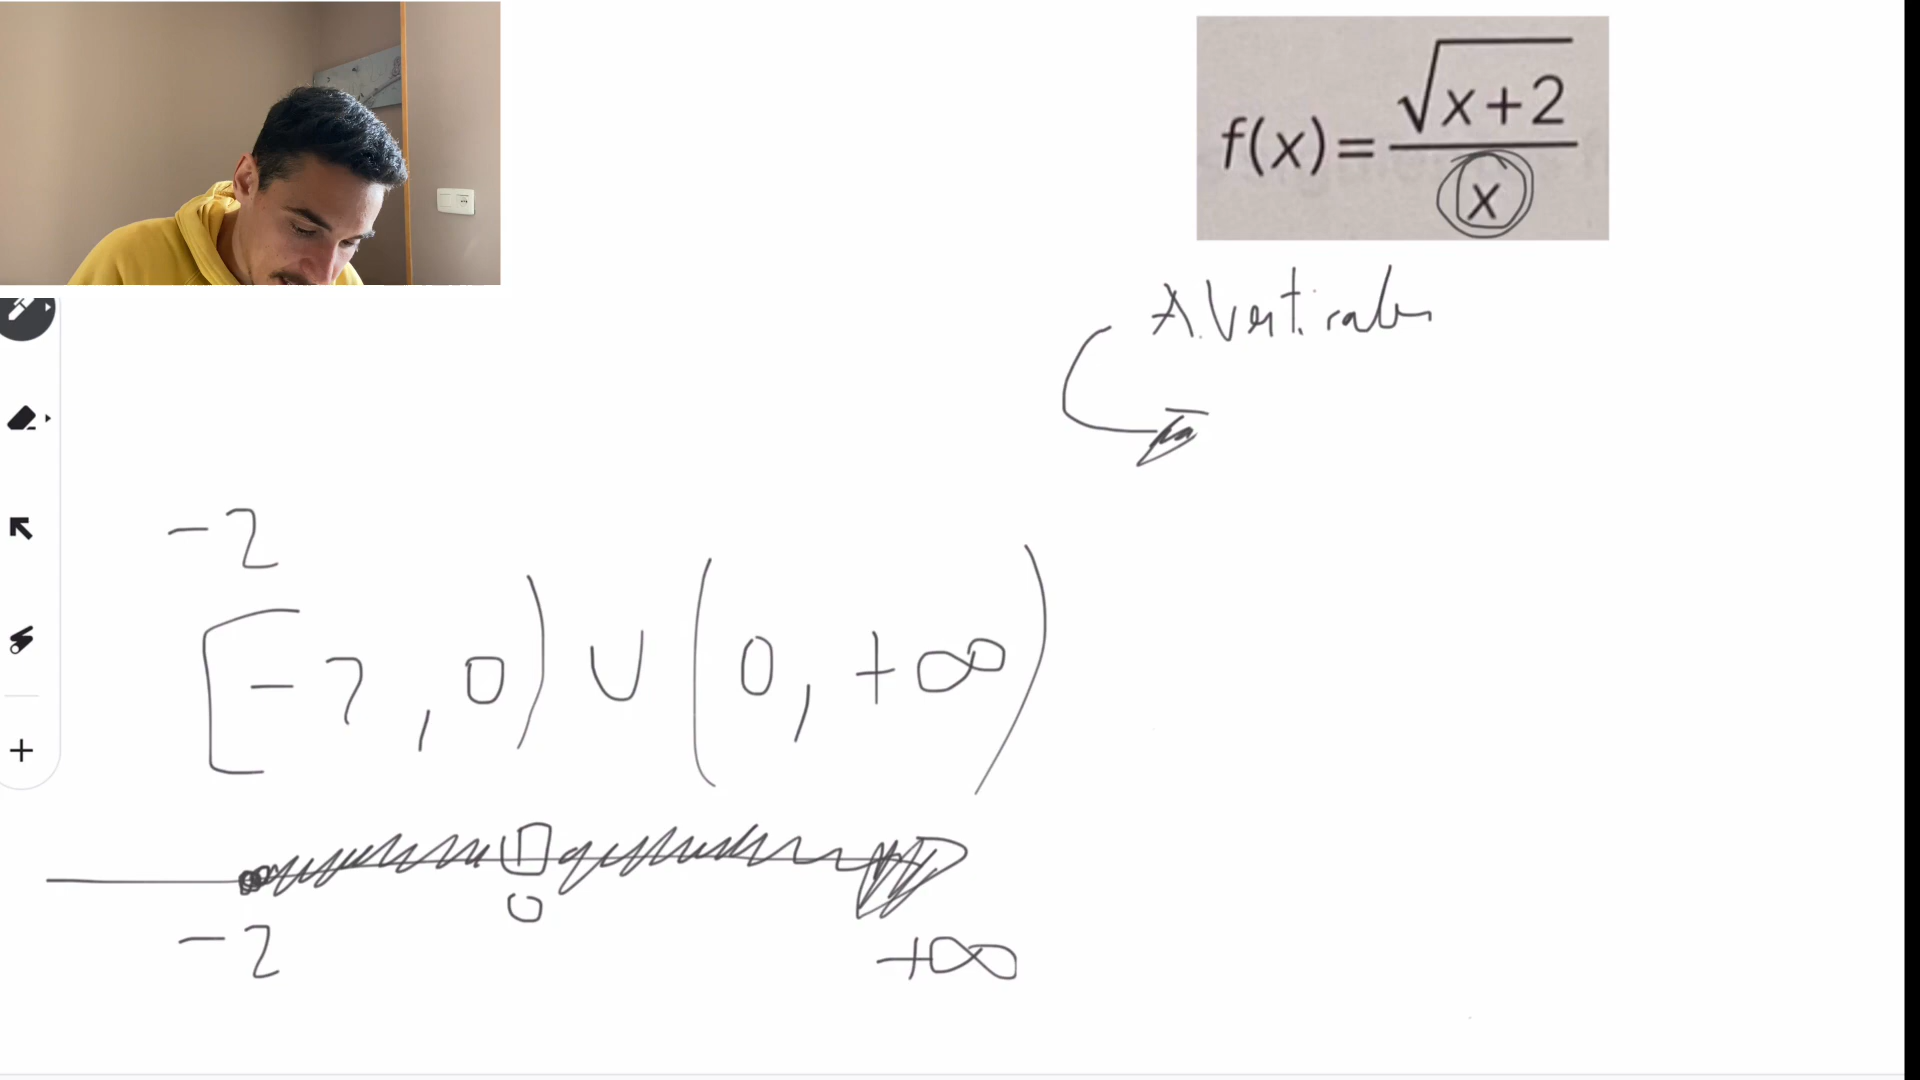 f(x) = √x+2 / x
A. Verticales
-2
[-2, 0) ∪ (0, +∞)
0
-2 +∞